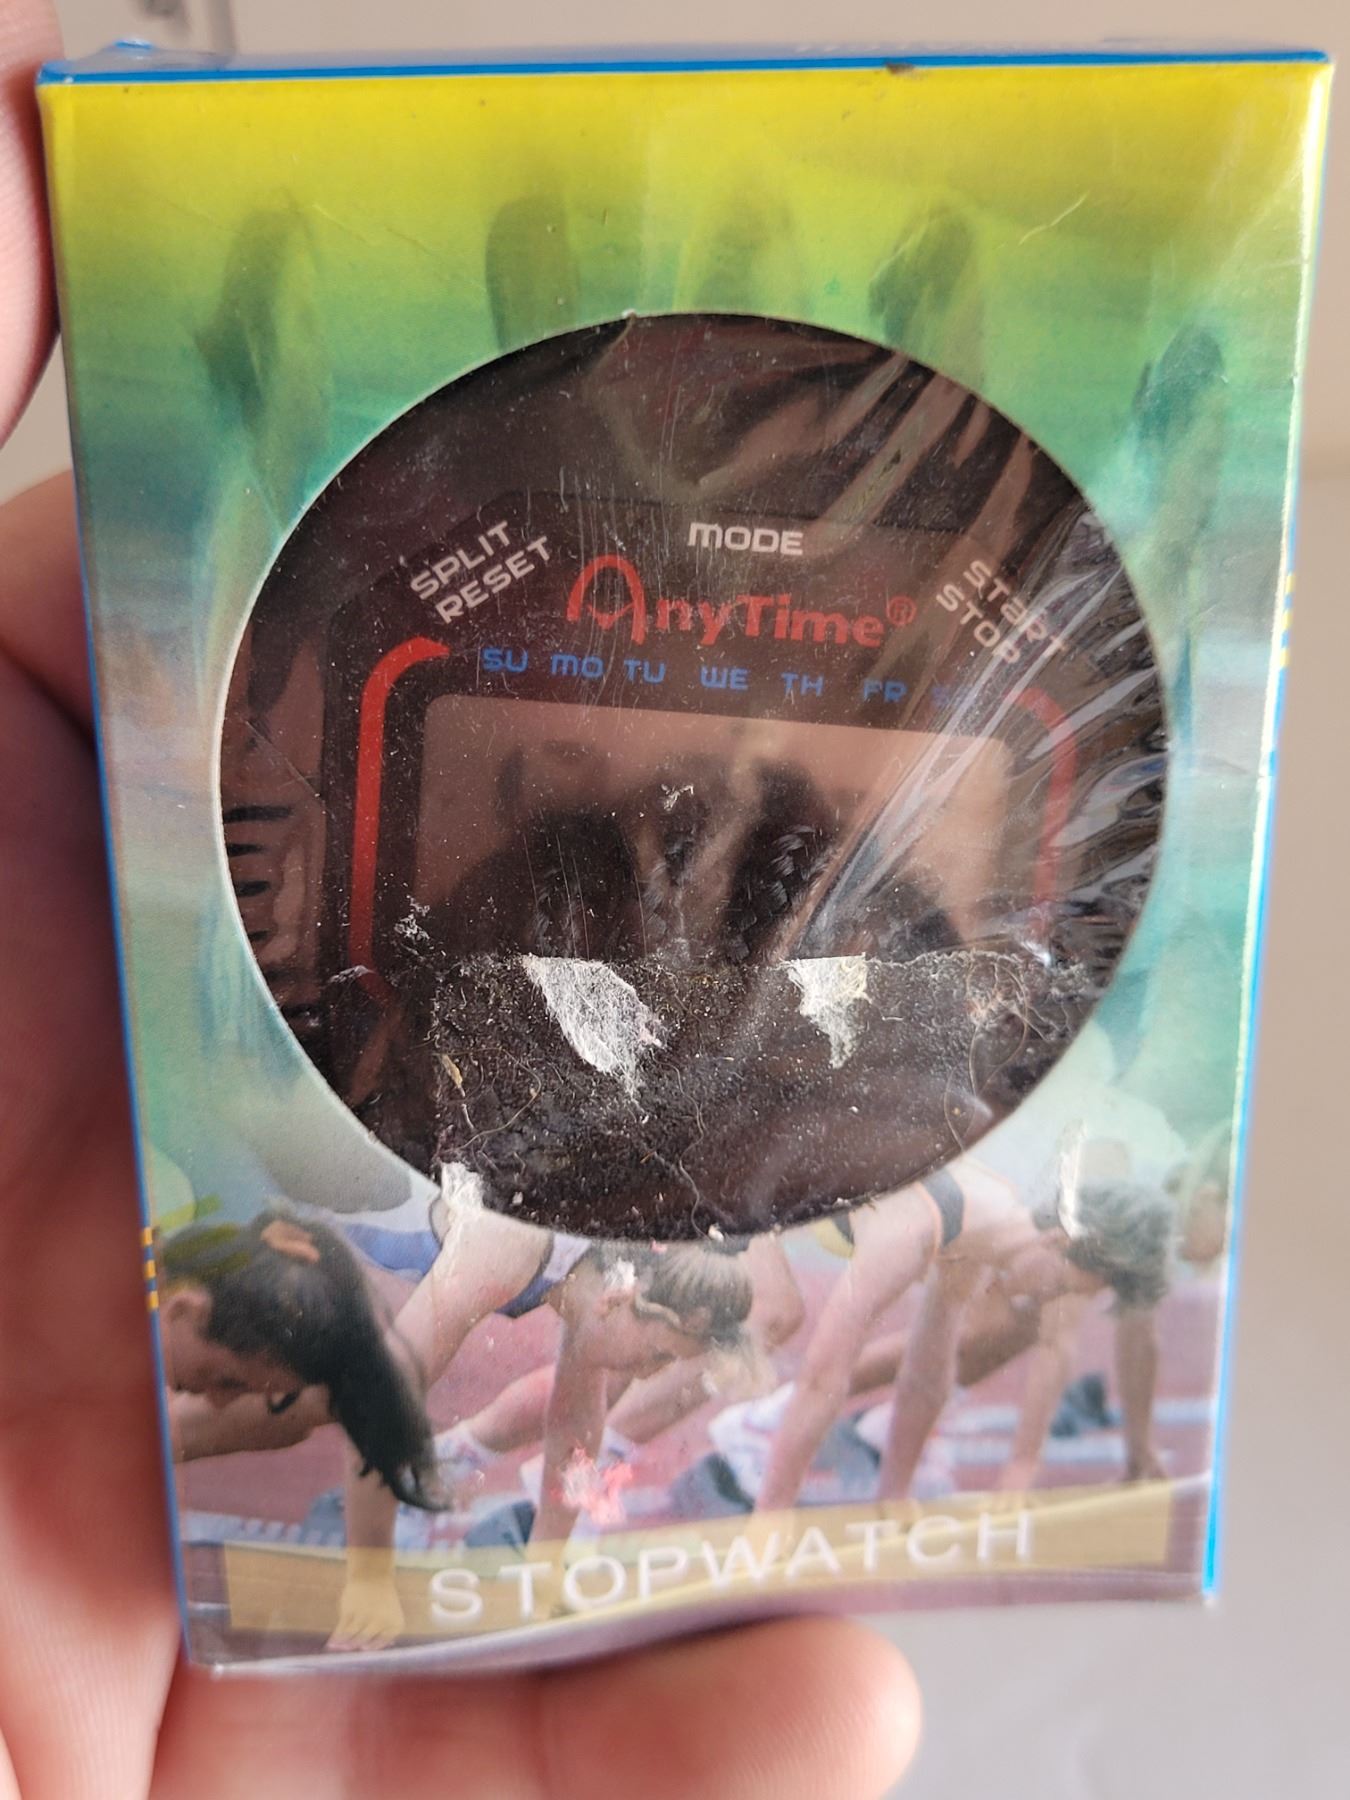 MODE
SPLIT
RESET
AnyTime®
START
STOP
SU MO TU WE TH FR
STOPWATCH